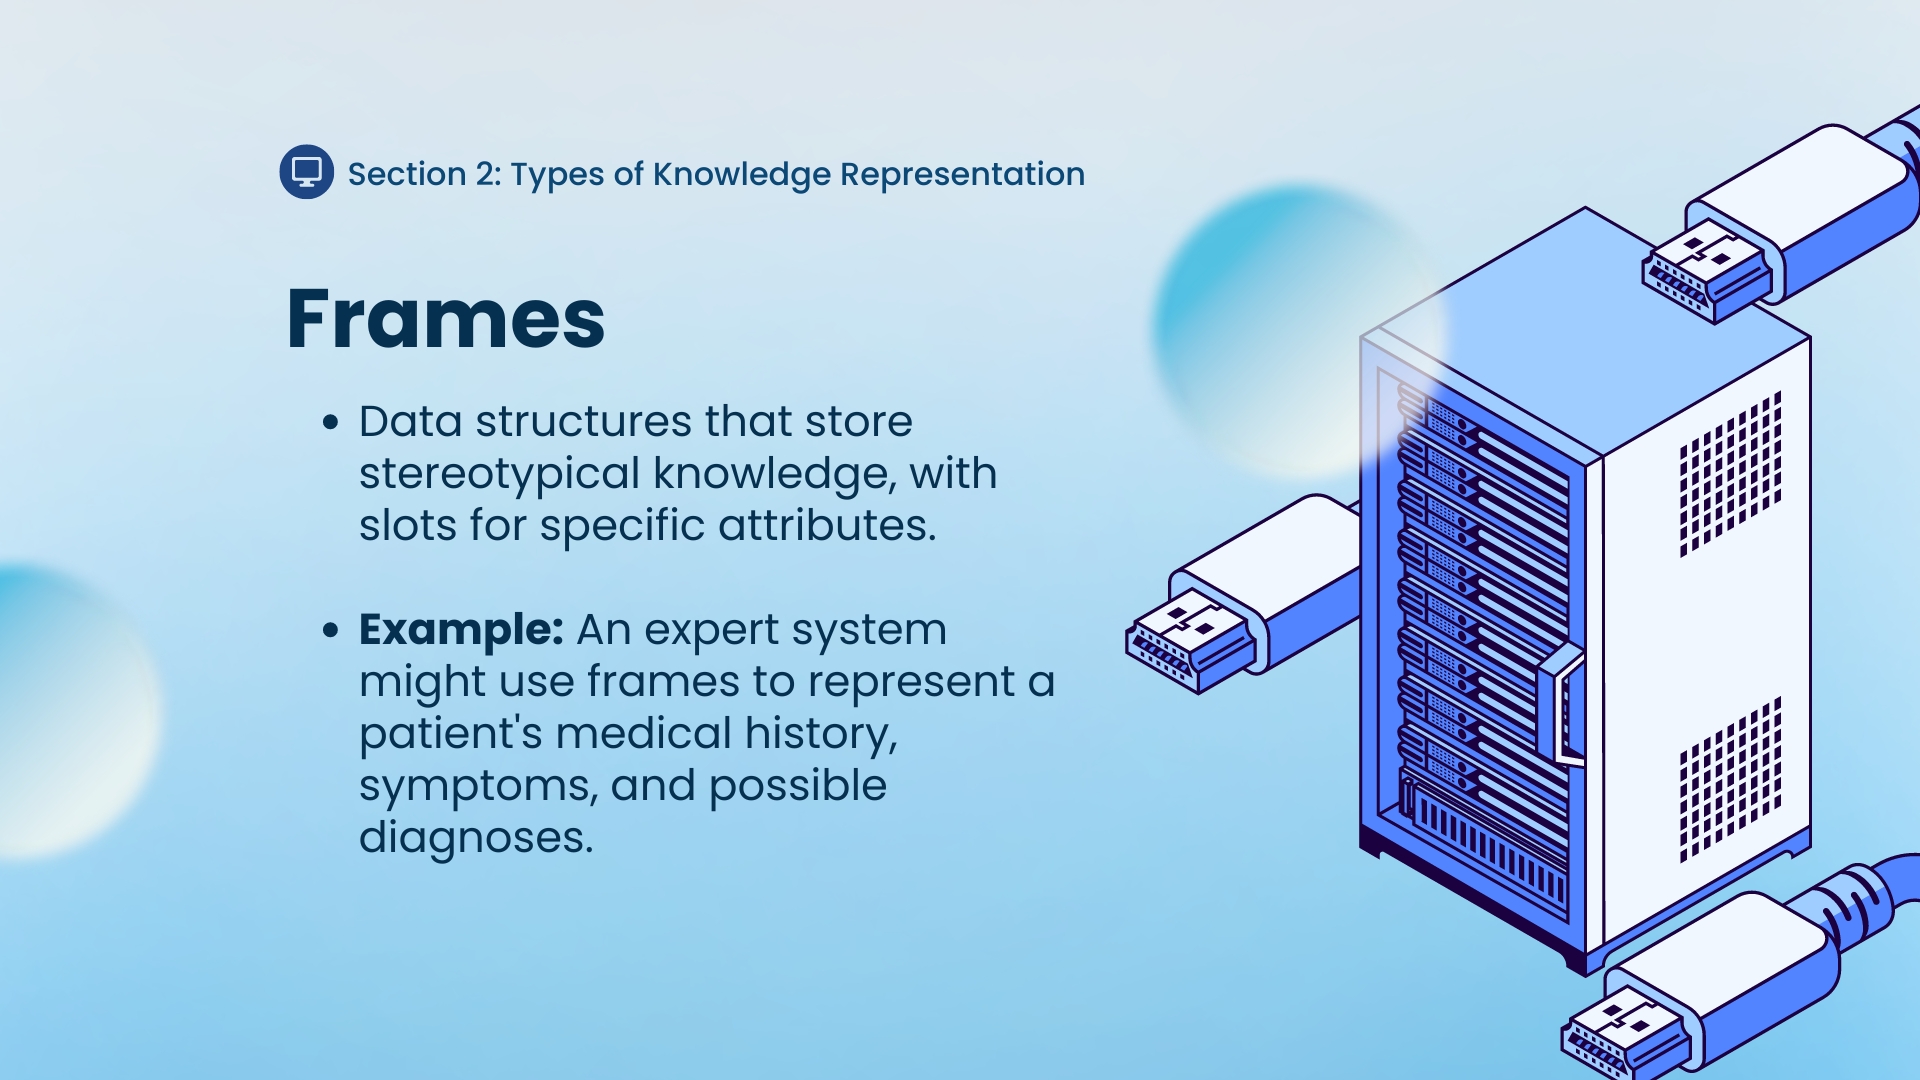 Section 2: Types of Knowledge Representation
Frames
• Data structures that store
stereotypical knowledge, with
slots for specific attributes.
• Example: An expert system
might use frames to represent a
patient's medical history,
symptoms, and possible
diagnoses.